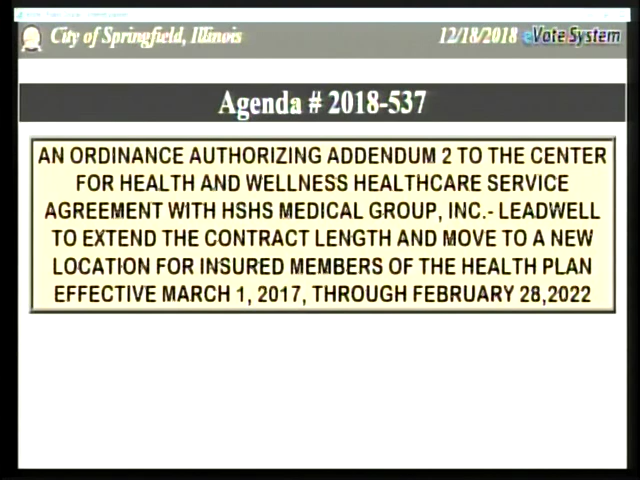 City of Springfield, Illinois
12/18/2018 eVote System
Agenda # 2018-537
AN ORDINANCE AUTHORIZING ADDENDUM 2 TO THE CENTER
FOR HEALTH AND WELLNESS HEALTHCARE SERVICE
AGREEMENT WITH HSHS MEDICAL GROUP, INC.- LEADWELL
TO EXTEND THE CONTRACT LENGTH AND MOVE TO A NEW
LOCATION FOR INSURED MEMBERS OF THE HEALTH PLAN
EFFECTIVE MARCH 1, 2017, THROUGH FEBRUARY 28,2022